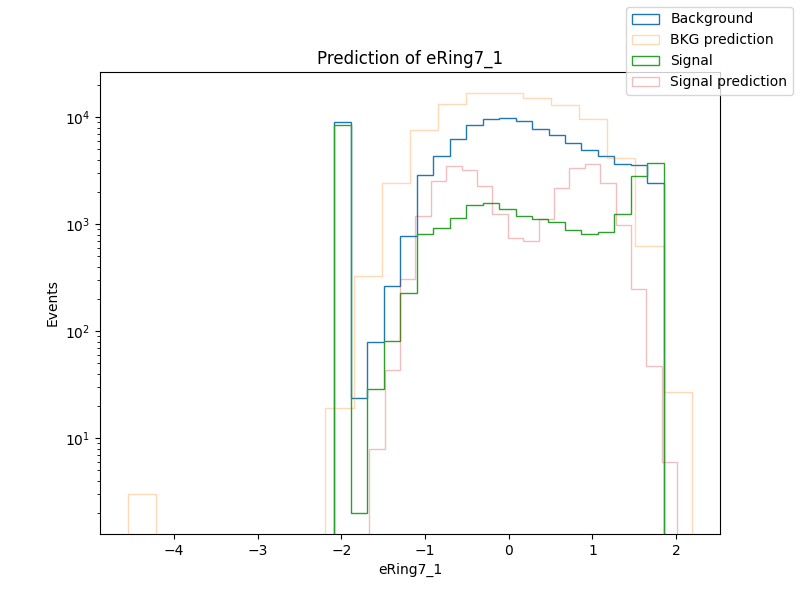 Prediction of eRing7_1
Background
BKG prediction
Signal
Signal prediction
Events
10⁴
10³
10²
10¹
−4 −3 −2 −1 0 1 2
eRing7_1